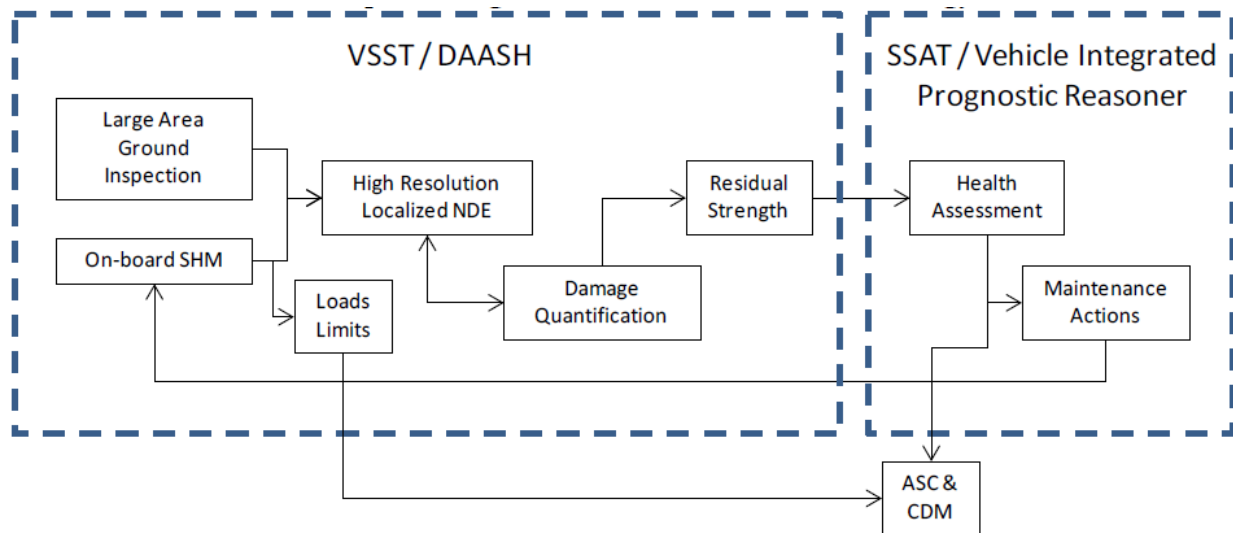 VSST / DAASH
SSAT / Vehicle Integrated
Prognostic Reasoner
Large Area
Ground
Inspection
High Resolution
Localized NDE
Residual
Strength
Health
Assessment
On-board SHM
Loads
Limits
Damage
Quantification
Maintenance
Actions
ASC &
CDM